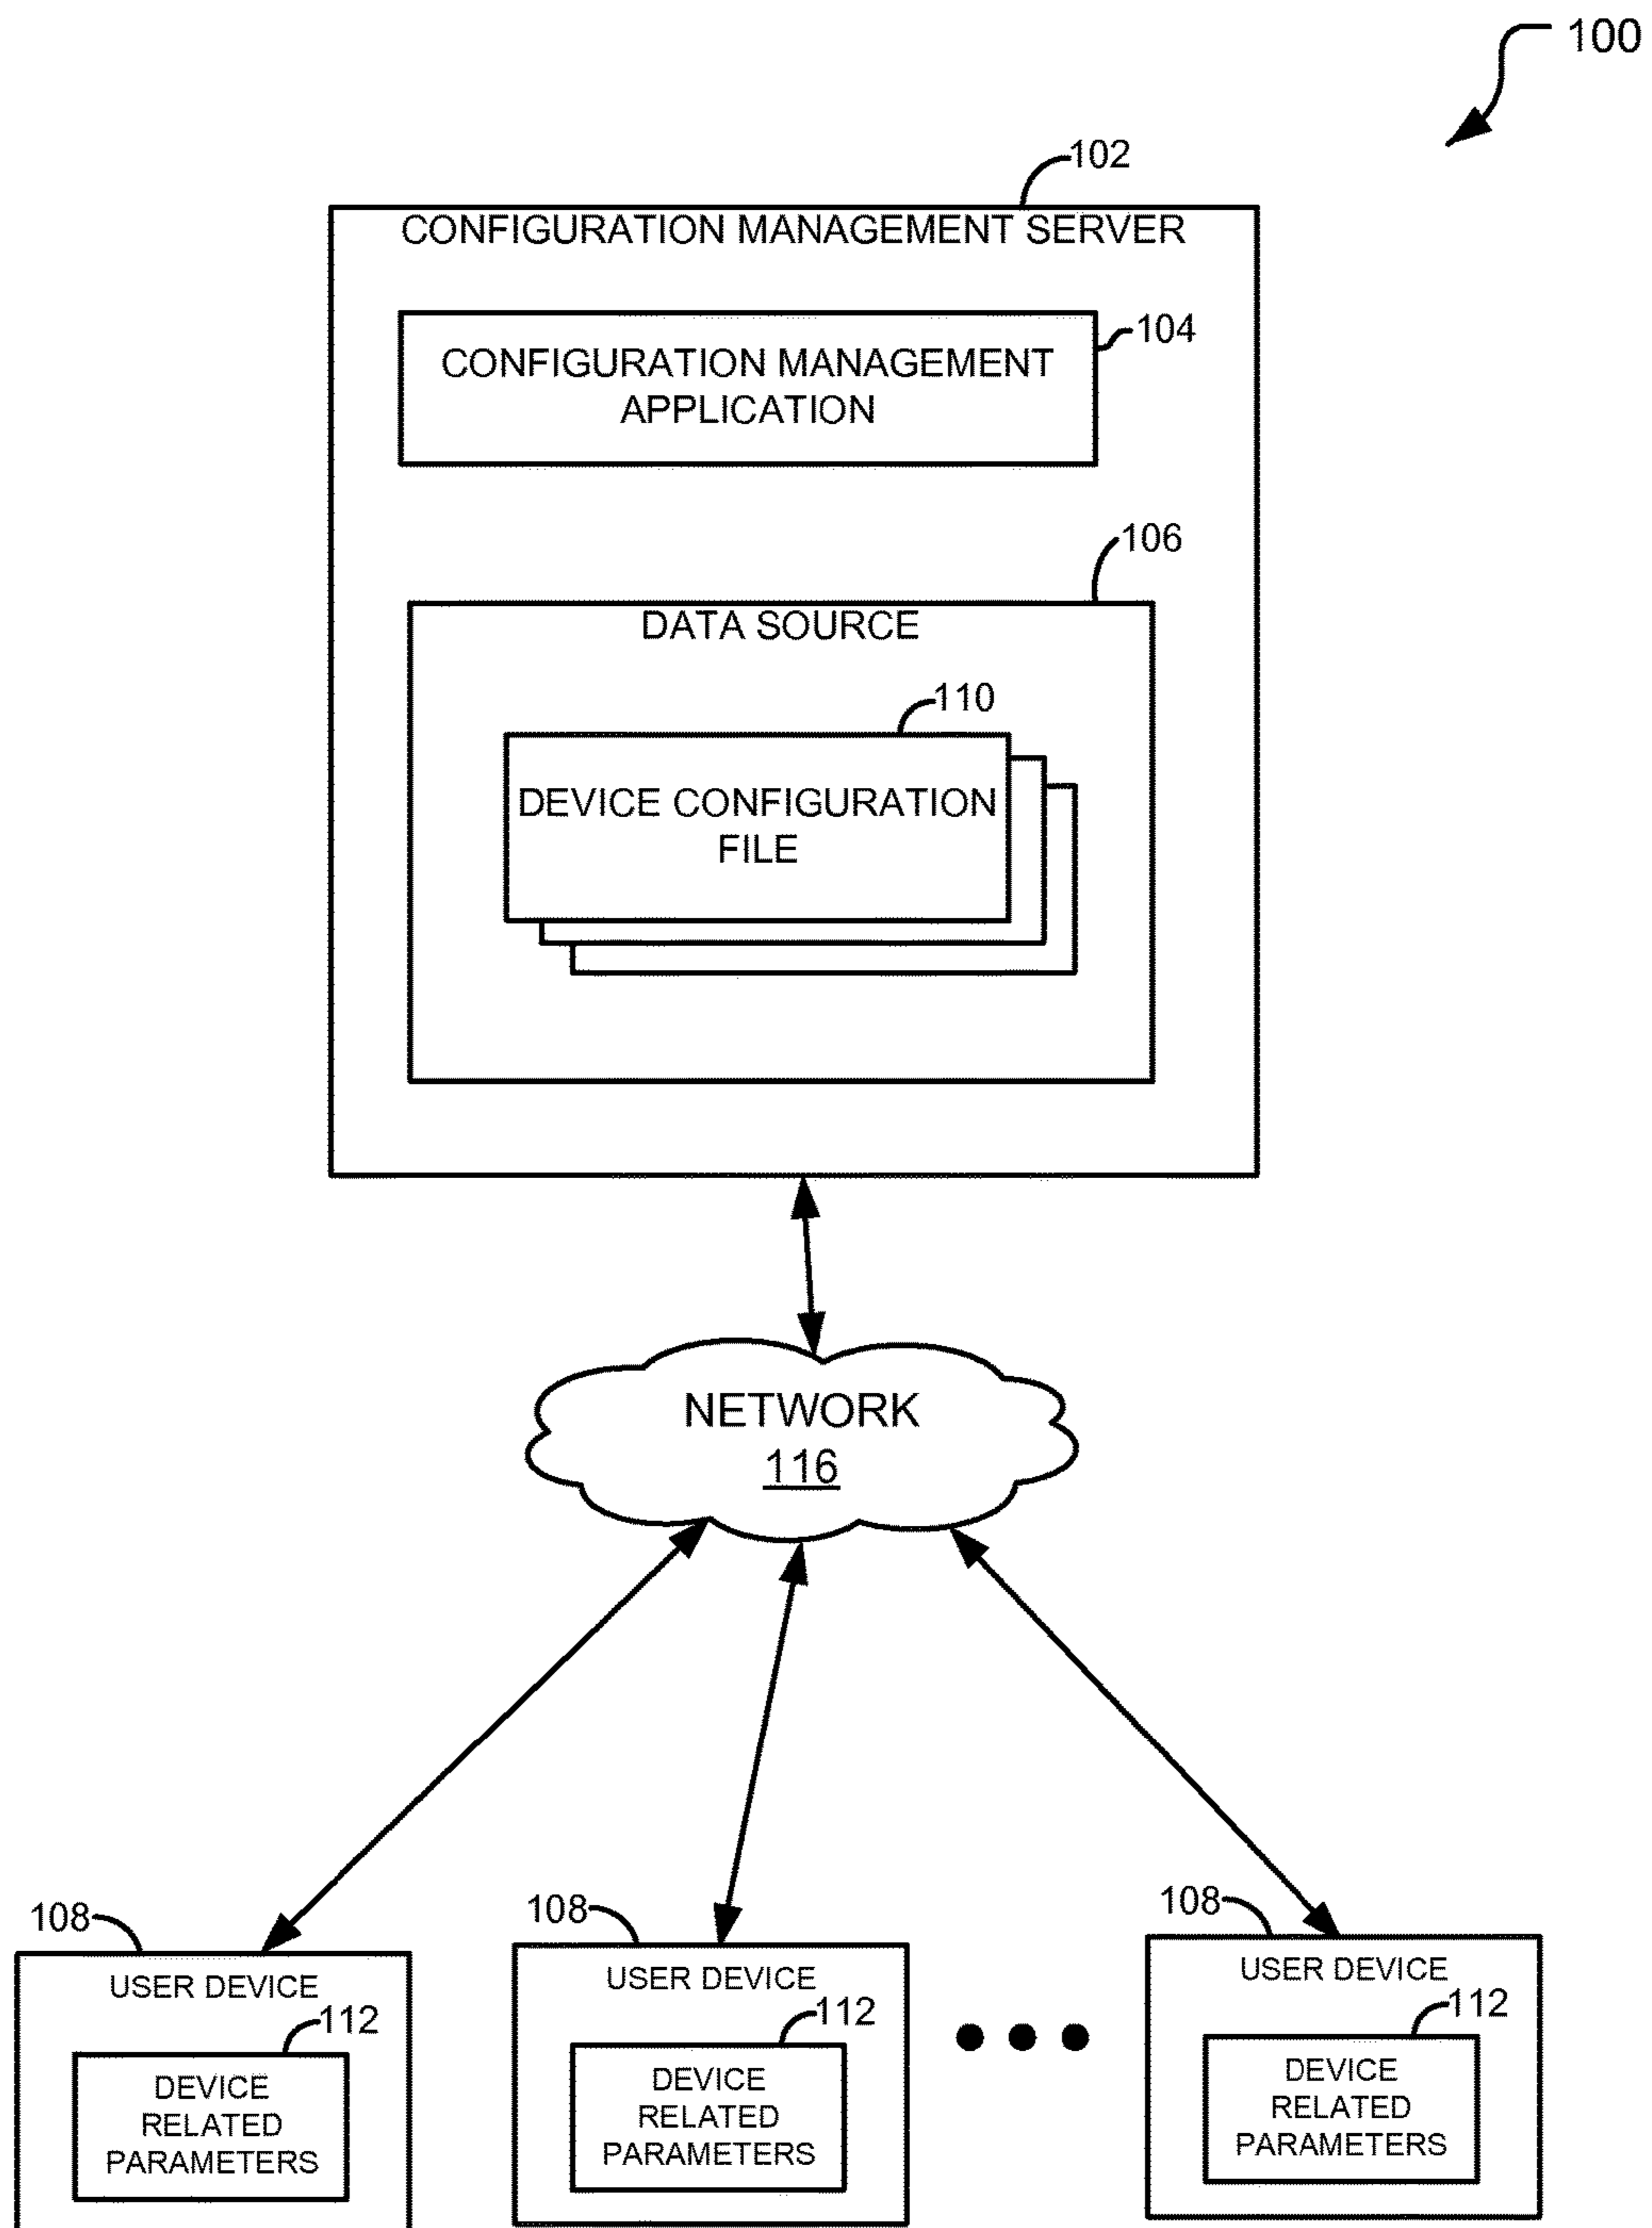 100
102
CONFIGURATION MANAGEMENT SERVER
104
CONFIGURATION MANAGEMENT
APPLICATION
106
DATA SOURCE
110
DEVICE CONFIGURATION
FILE
NETWORK
116
108
USER DEVICE
112
DEVICE
RELATED
PARAMETERS
108
USER DEVICE
112
DEVICE
RELATED
PARAMETERS
108
USER DEVICE
112
DEVICE
RELATED
PARAMETERS